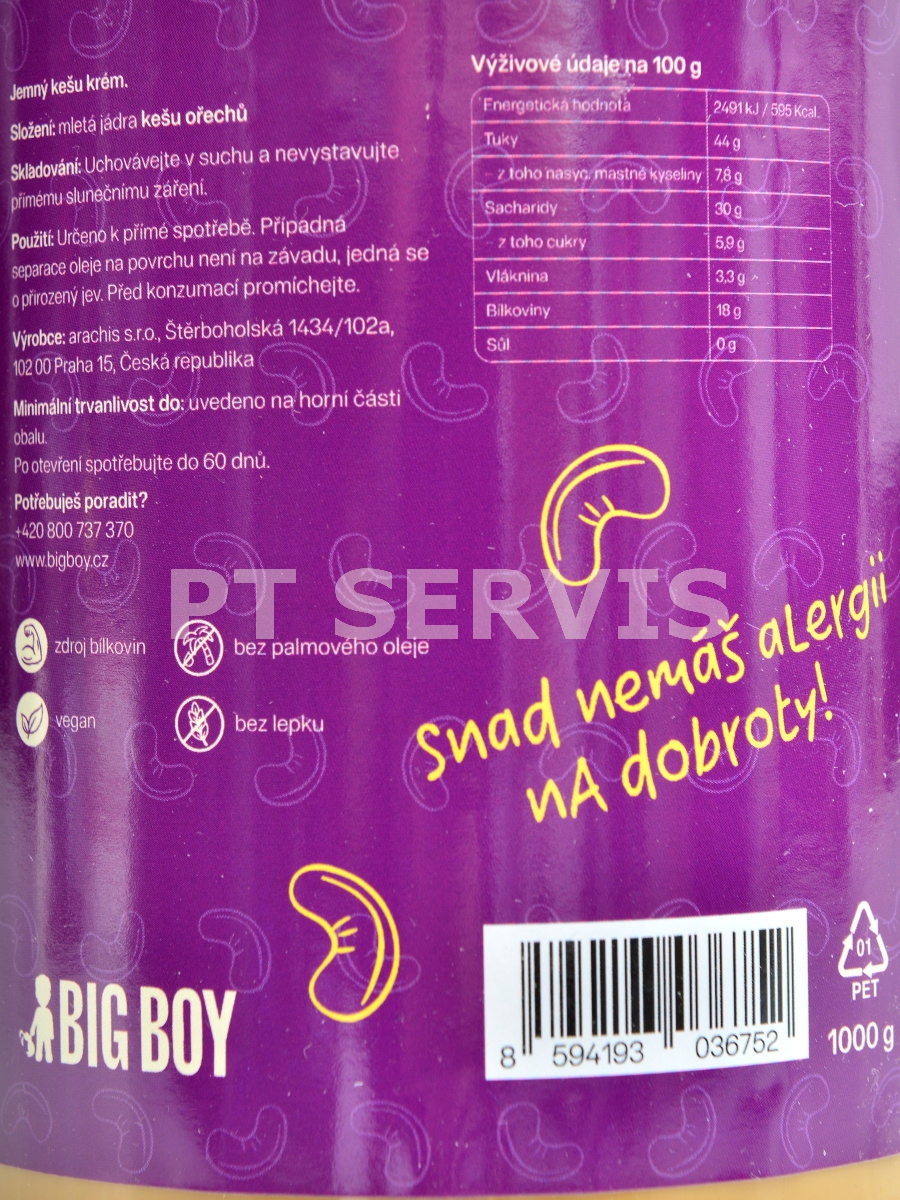 Jemný kešu krém.
Složení: mletá jádra kešu ořechů
Skladování: Uchovávejte v suchu a nevystavujte
přímému slunečnímu záření.
Použití: Určeno k přímé spotřebě. Případná
separace oleje na povrchu není na závadu, jedná se
o přirozený jev. Před konzumací promíchejte.
Výrobce: arachis s.r.o., Štěrboholská 1434/102a,
102 00 Praha 15, Česká republika
Minimální trvanlivost do: uvedeno na horní části
obalu.
Po otevření spotřebujte do 60 dnů.
Potřebuješ poradit?
+420 800 737 370
www.bigboy.cz
zdroj bílkovin
bez palmového oleje
vegan
bez lepku
Výživové údaje na 100 g
Energetická hodnota 2491 kJ / 595 Kcal
Tuky 44 g
- z toho nasyc. mastné kyseliny 7,8 g
Sacharidy 30 g
- z toho cukry 5,9 g
Vláknina 3,3 g
Bílkoviny 18 g
Sůl 0 g
PT SERVIS
snad nemáš aLergii
nA dobroty!
BIG BOY
8 594193 036752
01
PET
1000 g